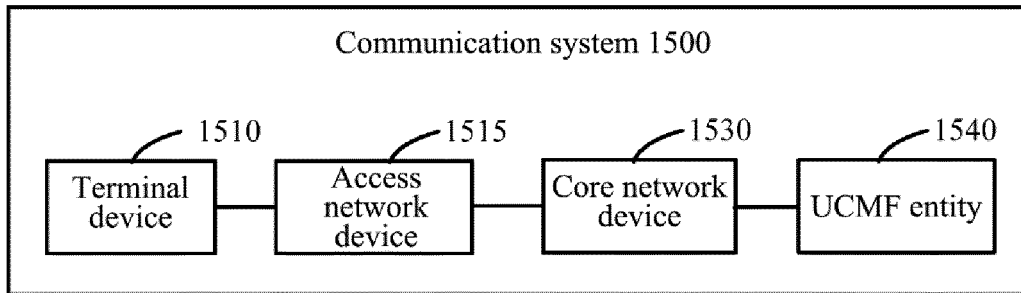 Communication system 1500
1510
1515
1530
1540
Terminal
device
Access
network
device
Core network
device
UCMF entity